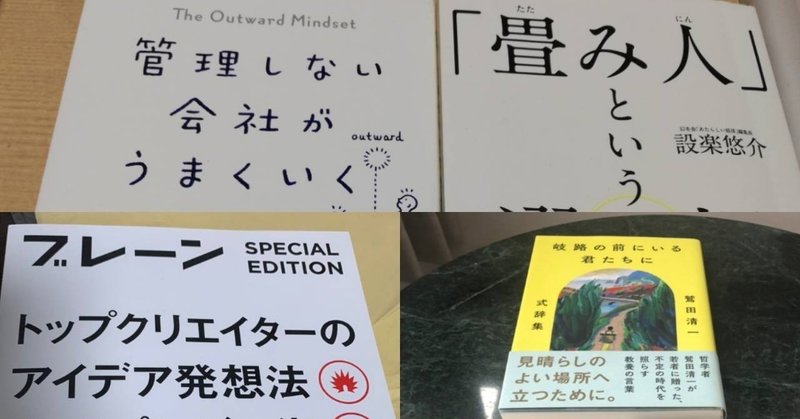 The Outward Mindset
管理しない
会社が
うまくいく
outward
「畳み人」
たた
にん
という
設楽悠介
ブレーン SPECIAL
EDITION
トップクリエイターの
アイデア発想法
岐路の前にいる
君たちに
鷲田清一
式辞集
哲学者
鷲田清一が
若者に贈った、
不定の時代を
照らす
教養の言葉
見晴らしの
よい場所へ
立つために。